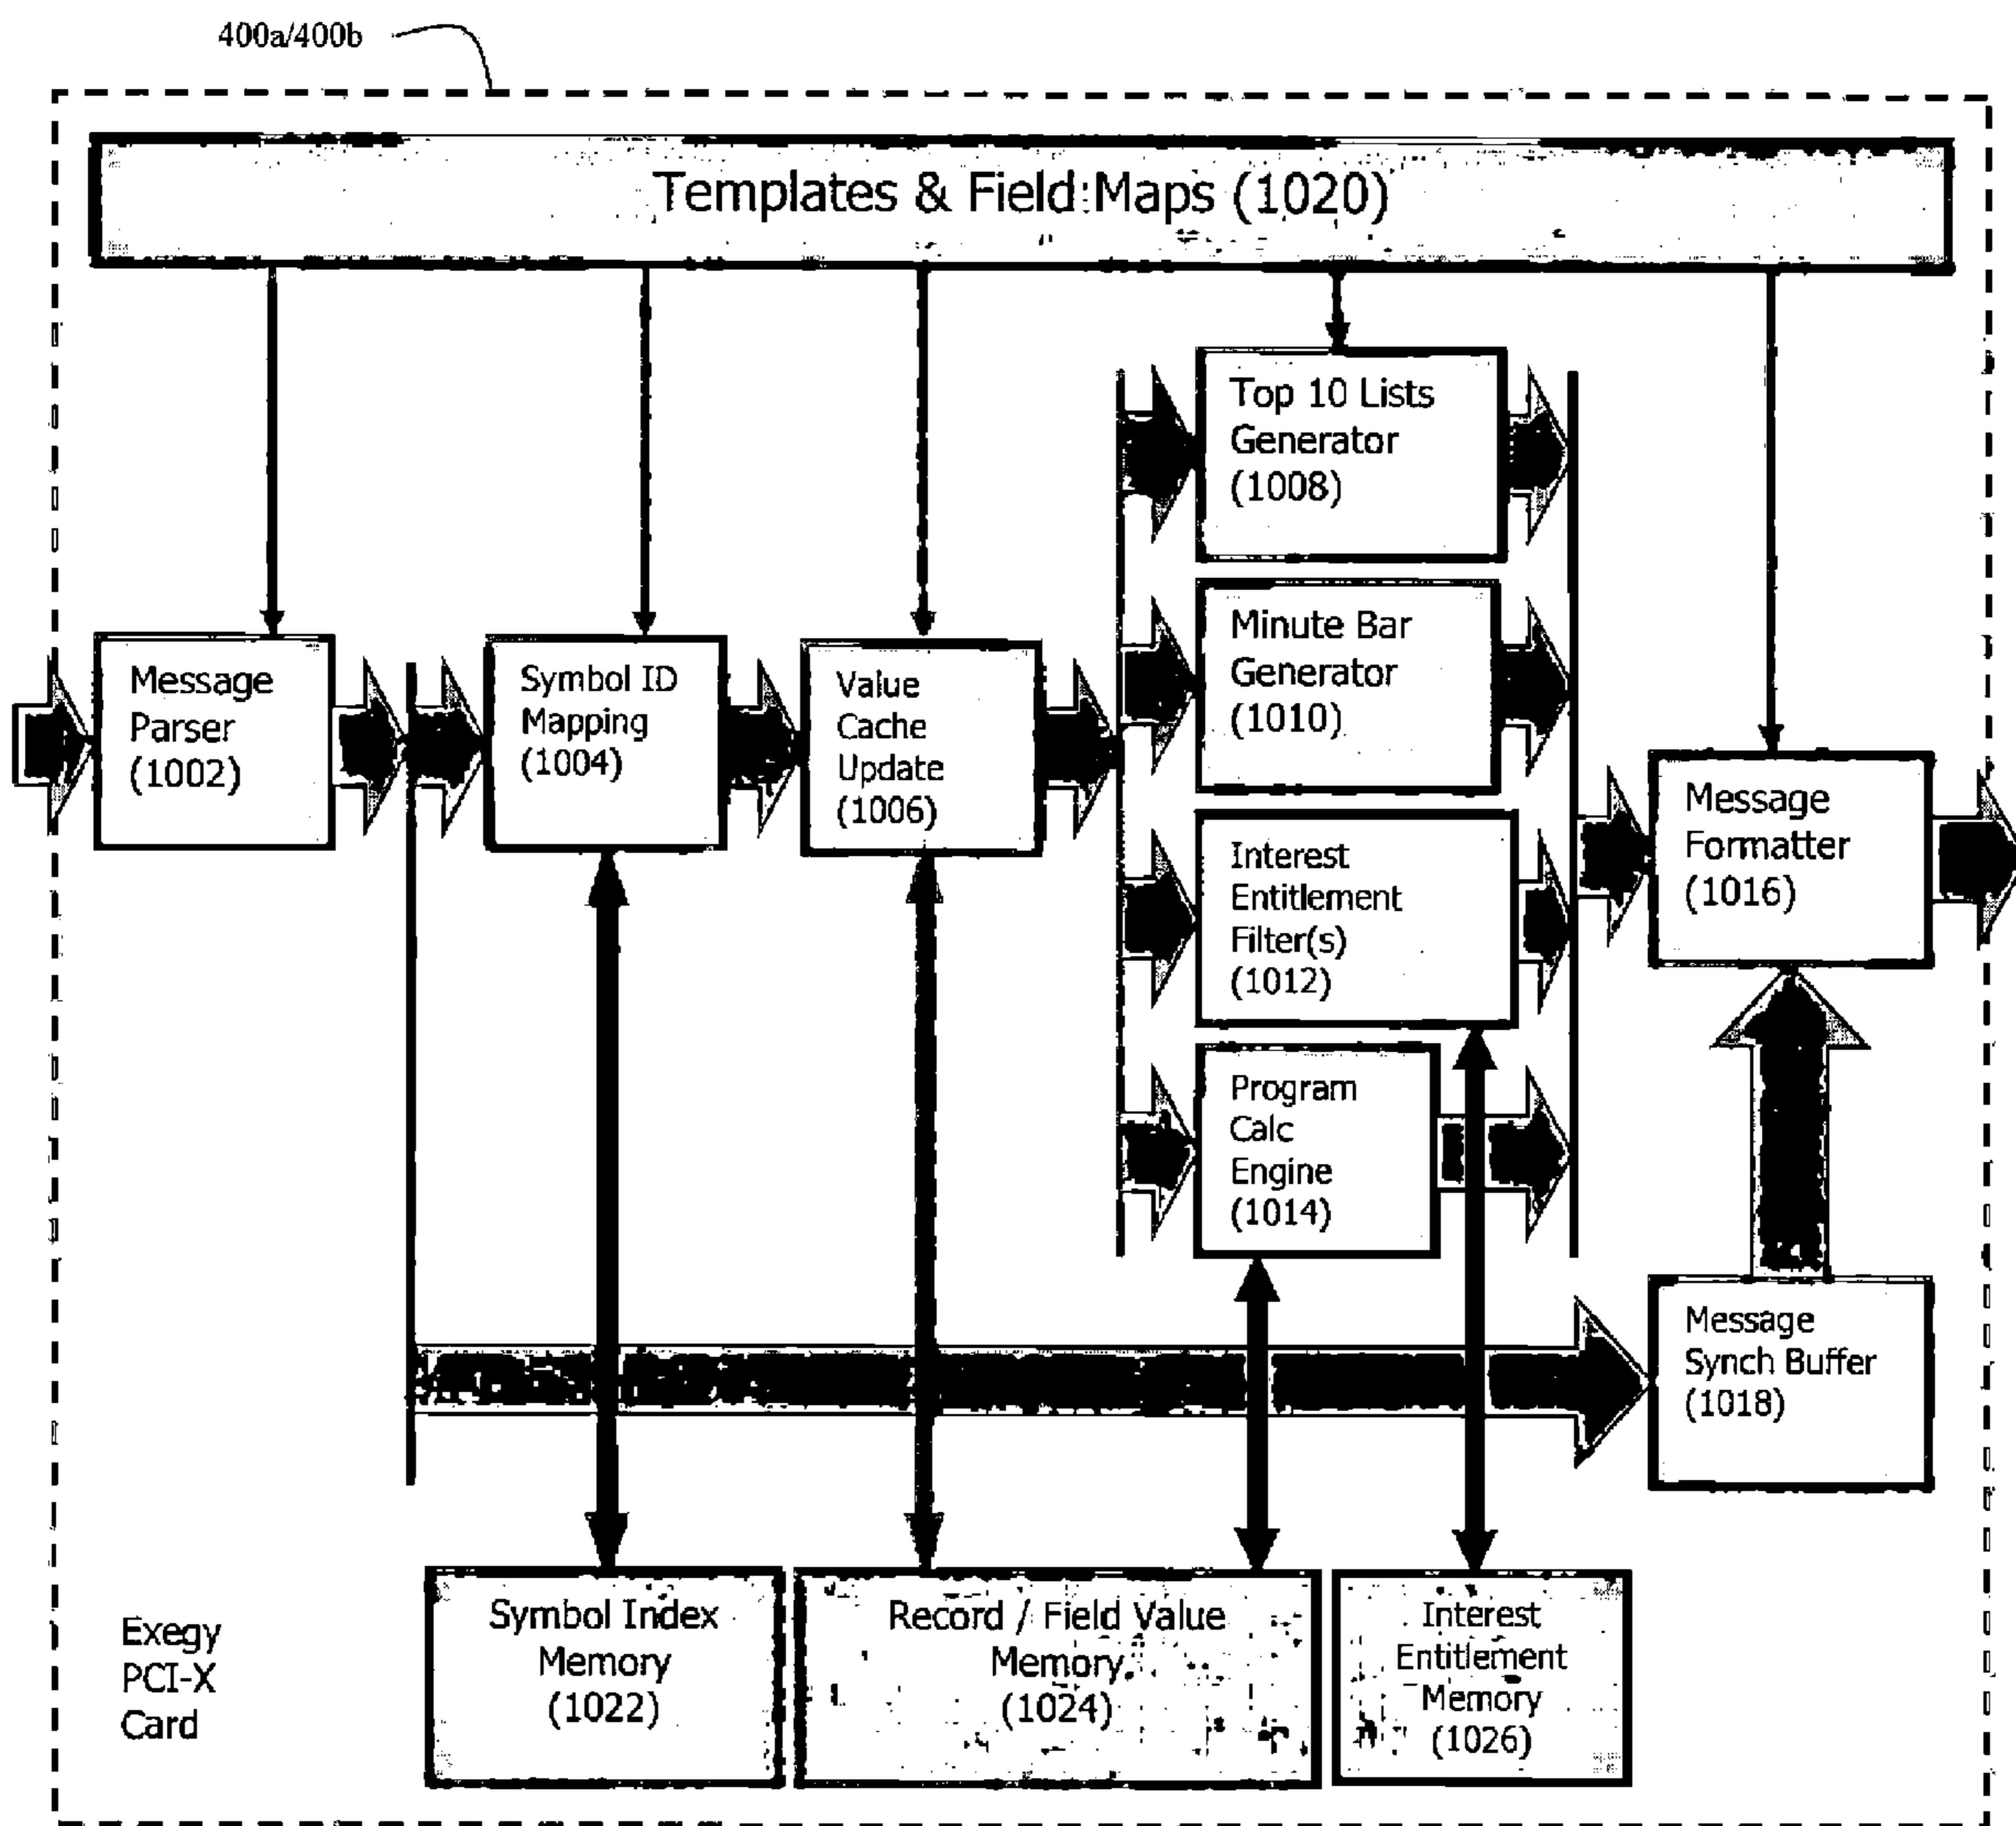 400a/400b
Templates & Field Maps (1020)
Top 10 Lists
Generator
(1008)
Minute Bar
Generator
(1010)
Message
Parser
(1002)
Symbol ID
Mapping
(1004)
Value
Cache
Update
(1006)
Interest
Entitlement
Filter(s)
(1012)
Message
Formatter
(1016)
Program
Calc
Engine
(1014)
Message
Synch Buffer
(1018)
Exegy
PCI-X
Card
Symbol Index
Memory
(1022)
Record / Field Value
Memory
(1024)
Interest
Entitlement
Memory
(1026)